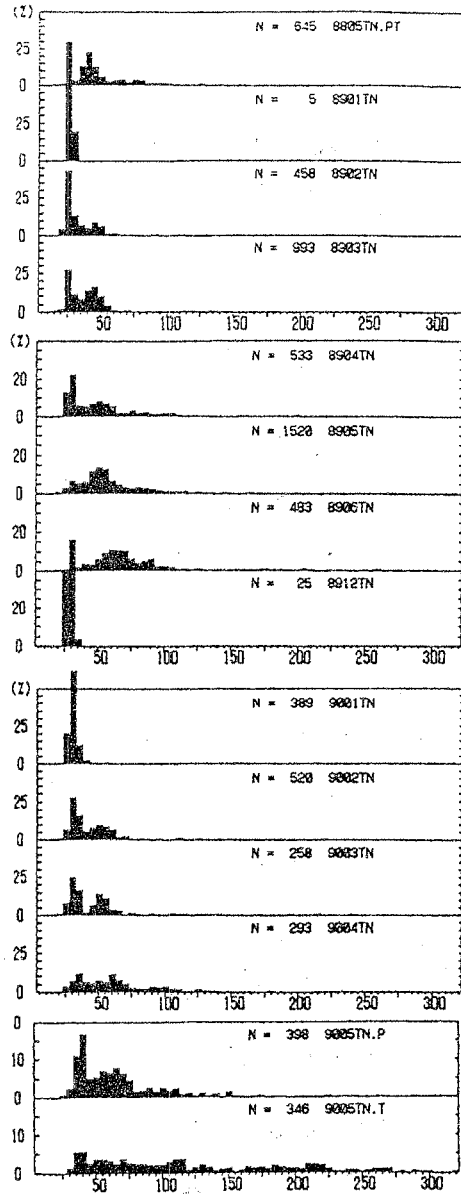 (%)
N = 645 8805TN.PT
25
0
N = 5 8901TN
25
0
N = 458 8902TN
25
0
N = 993 8903TN
25
0
50 100 150 200 250 300
(%)
N = 533 8904TN
20
0
N = 1520 8905TN
20
0
N = 483 8906TN
20
0
N = 25 8912TN
20
0
50 100 150 200 250 300
(%)
N = 389 9001TN
25
0
N = 520 9002TN
25
0
N = 258 9003TN
25
0
N = 293 9004TN
25
0
50 100 150 200 250 300
0
N = 398 9005TN.P
10
0
N = 346 9005TN.T
10
0
50 100 150 200 250 300